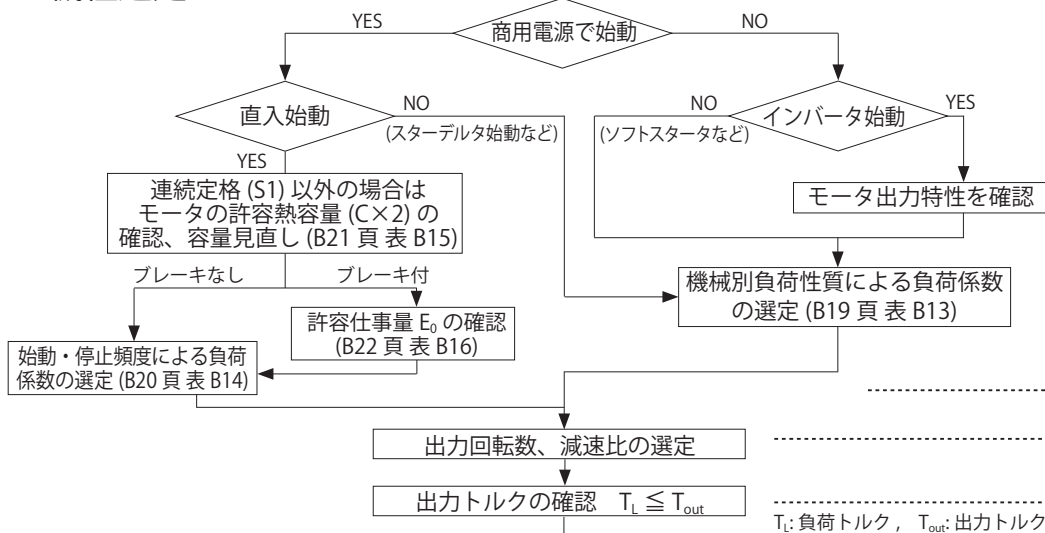 商用電源で始動
YES
NO
直入始動
NO
(スターデルタ始動など)
YES
インバータ始動
NO
(ソフトスタータなど)
YES
連続定格 (S1) 以外の場合は
モータの許容熱容量 (C×2) の
確認、容量見直し (B21 頁 表 B15)
モータ出力特性を確認
ブレーキなし
ブレーキ付
機械別負荷性質による負荷係数
の選定 (B19 頁 表 B13)
許容仕事量 E₀ の確認
(B22 頁 表 B16)
始動・停止頻度による負荷
係数の選定 (B20 頁 表 B14)
出力回転数、減速比の選定
出力トルクの確認 T_L ≦ T_out
T_L: 負荷トルク , T_out: 出力トルク